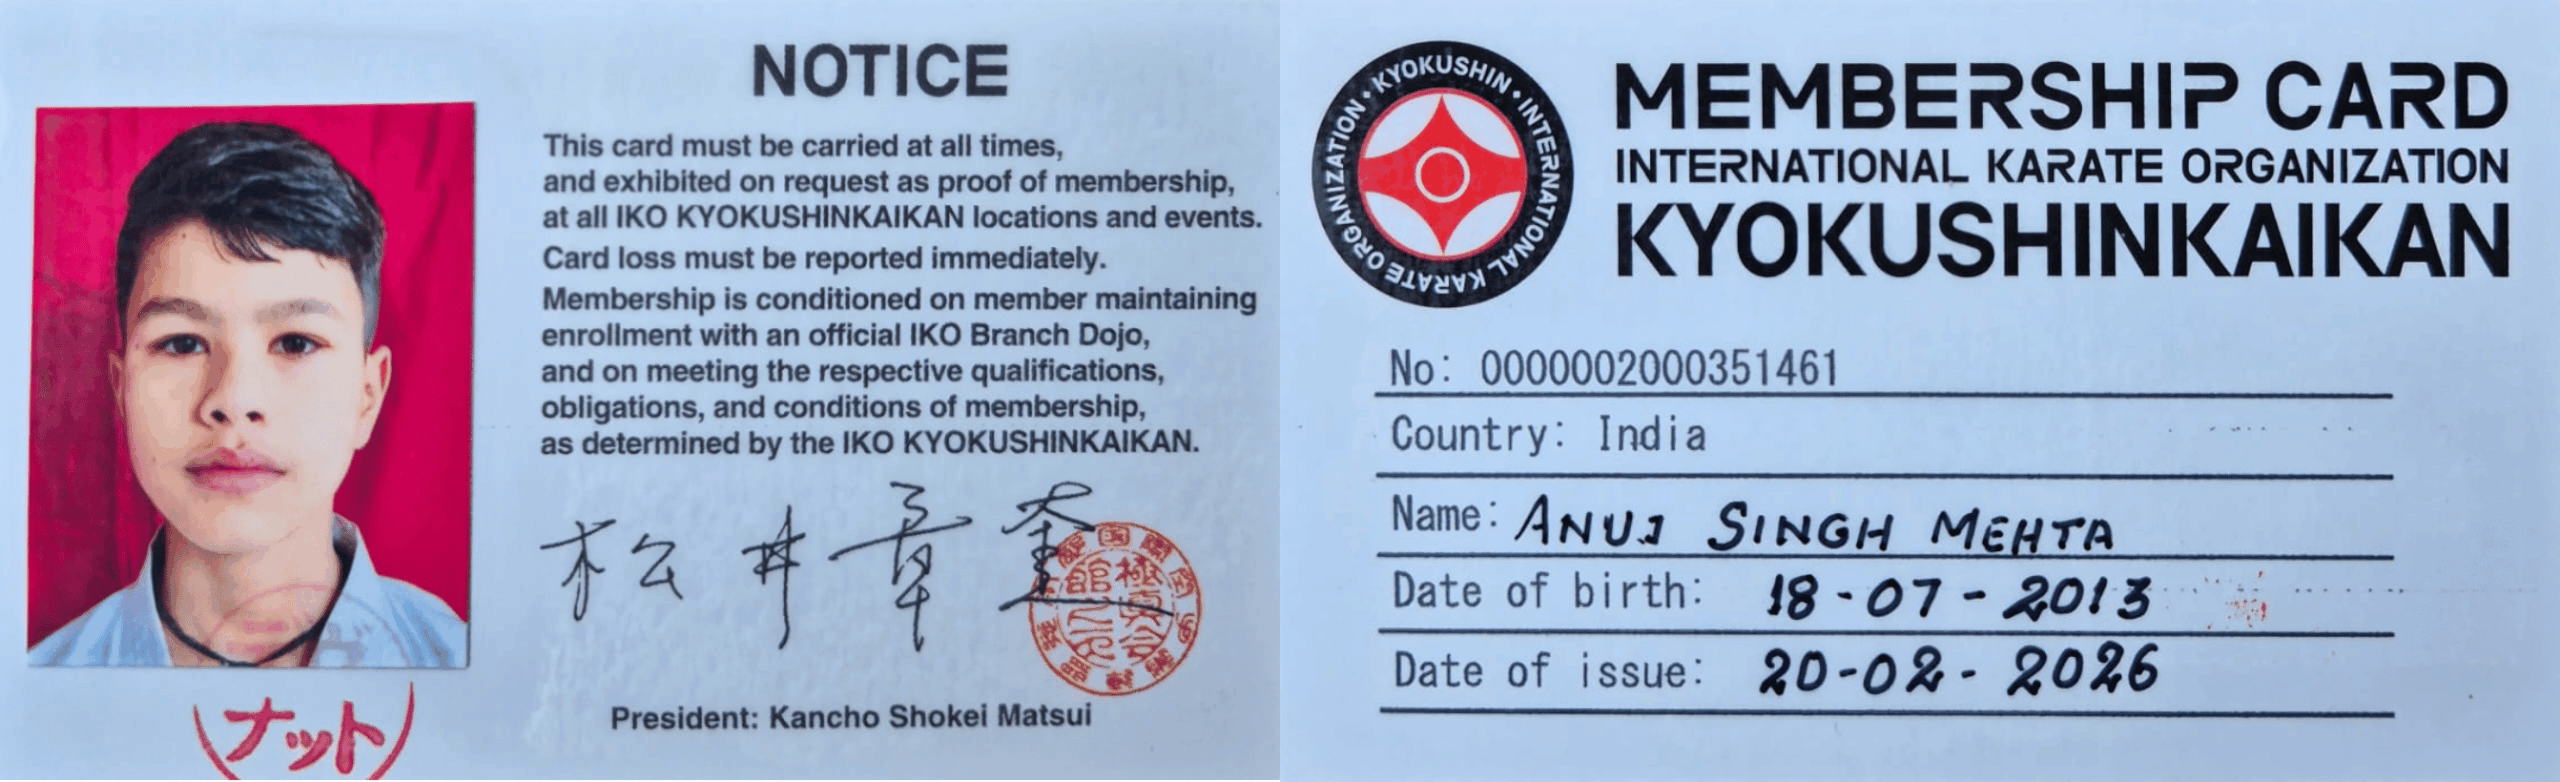 NOTICE
This card must be carried at all times,
and exhibited on request as proof of membership,
at all IKO KYOKUSHINKAIKAN locations and events.
Card loss must be reported immediately.
Membership is conditioned on member maintaining
enrollment with an official IKO Branch Dojo,
and on meeting the respective qualifications,
obligations, and conditions of membership,
as determined by the IKO KYOKUSHINKAIKAN.
松井章奎
President: Kancho Shokei Matsui
ナット
KYOKUSHIN • INTERNATIONAL KARATE ORGANIZATION •
MEMBERSHIP CARD
INTERNATIONAL KARATE ORGANIZATION
KYOKUSHINKAIKAN
No: 0000002000351461
Country: India
Name: ANUJ SINGH MEHTA
Date of birth: 18-07-2013
Date of issue: 20-02-2026